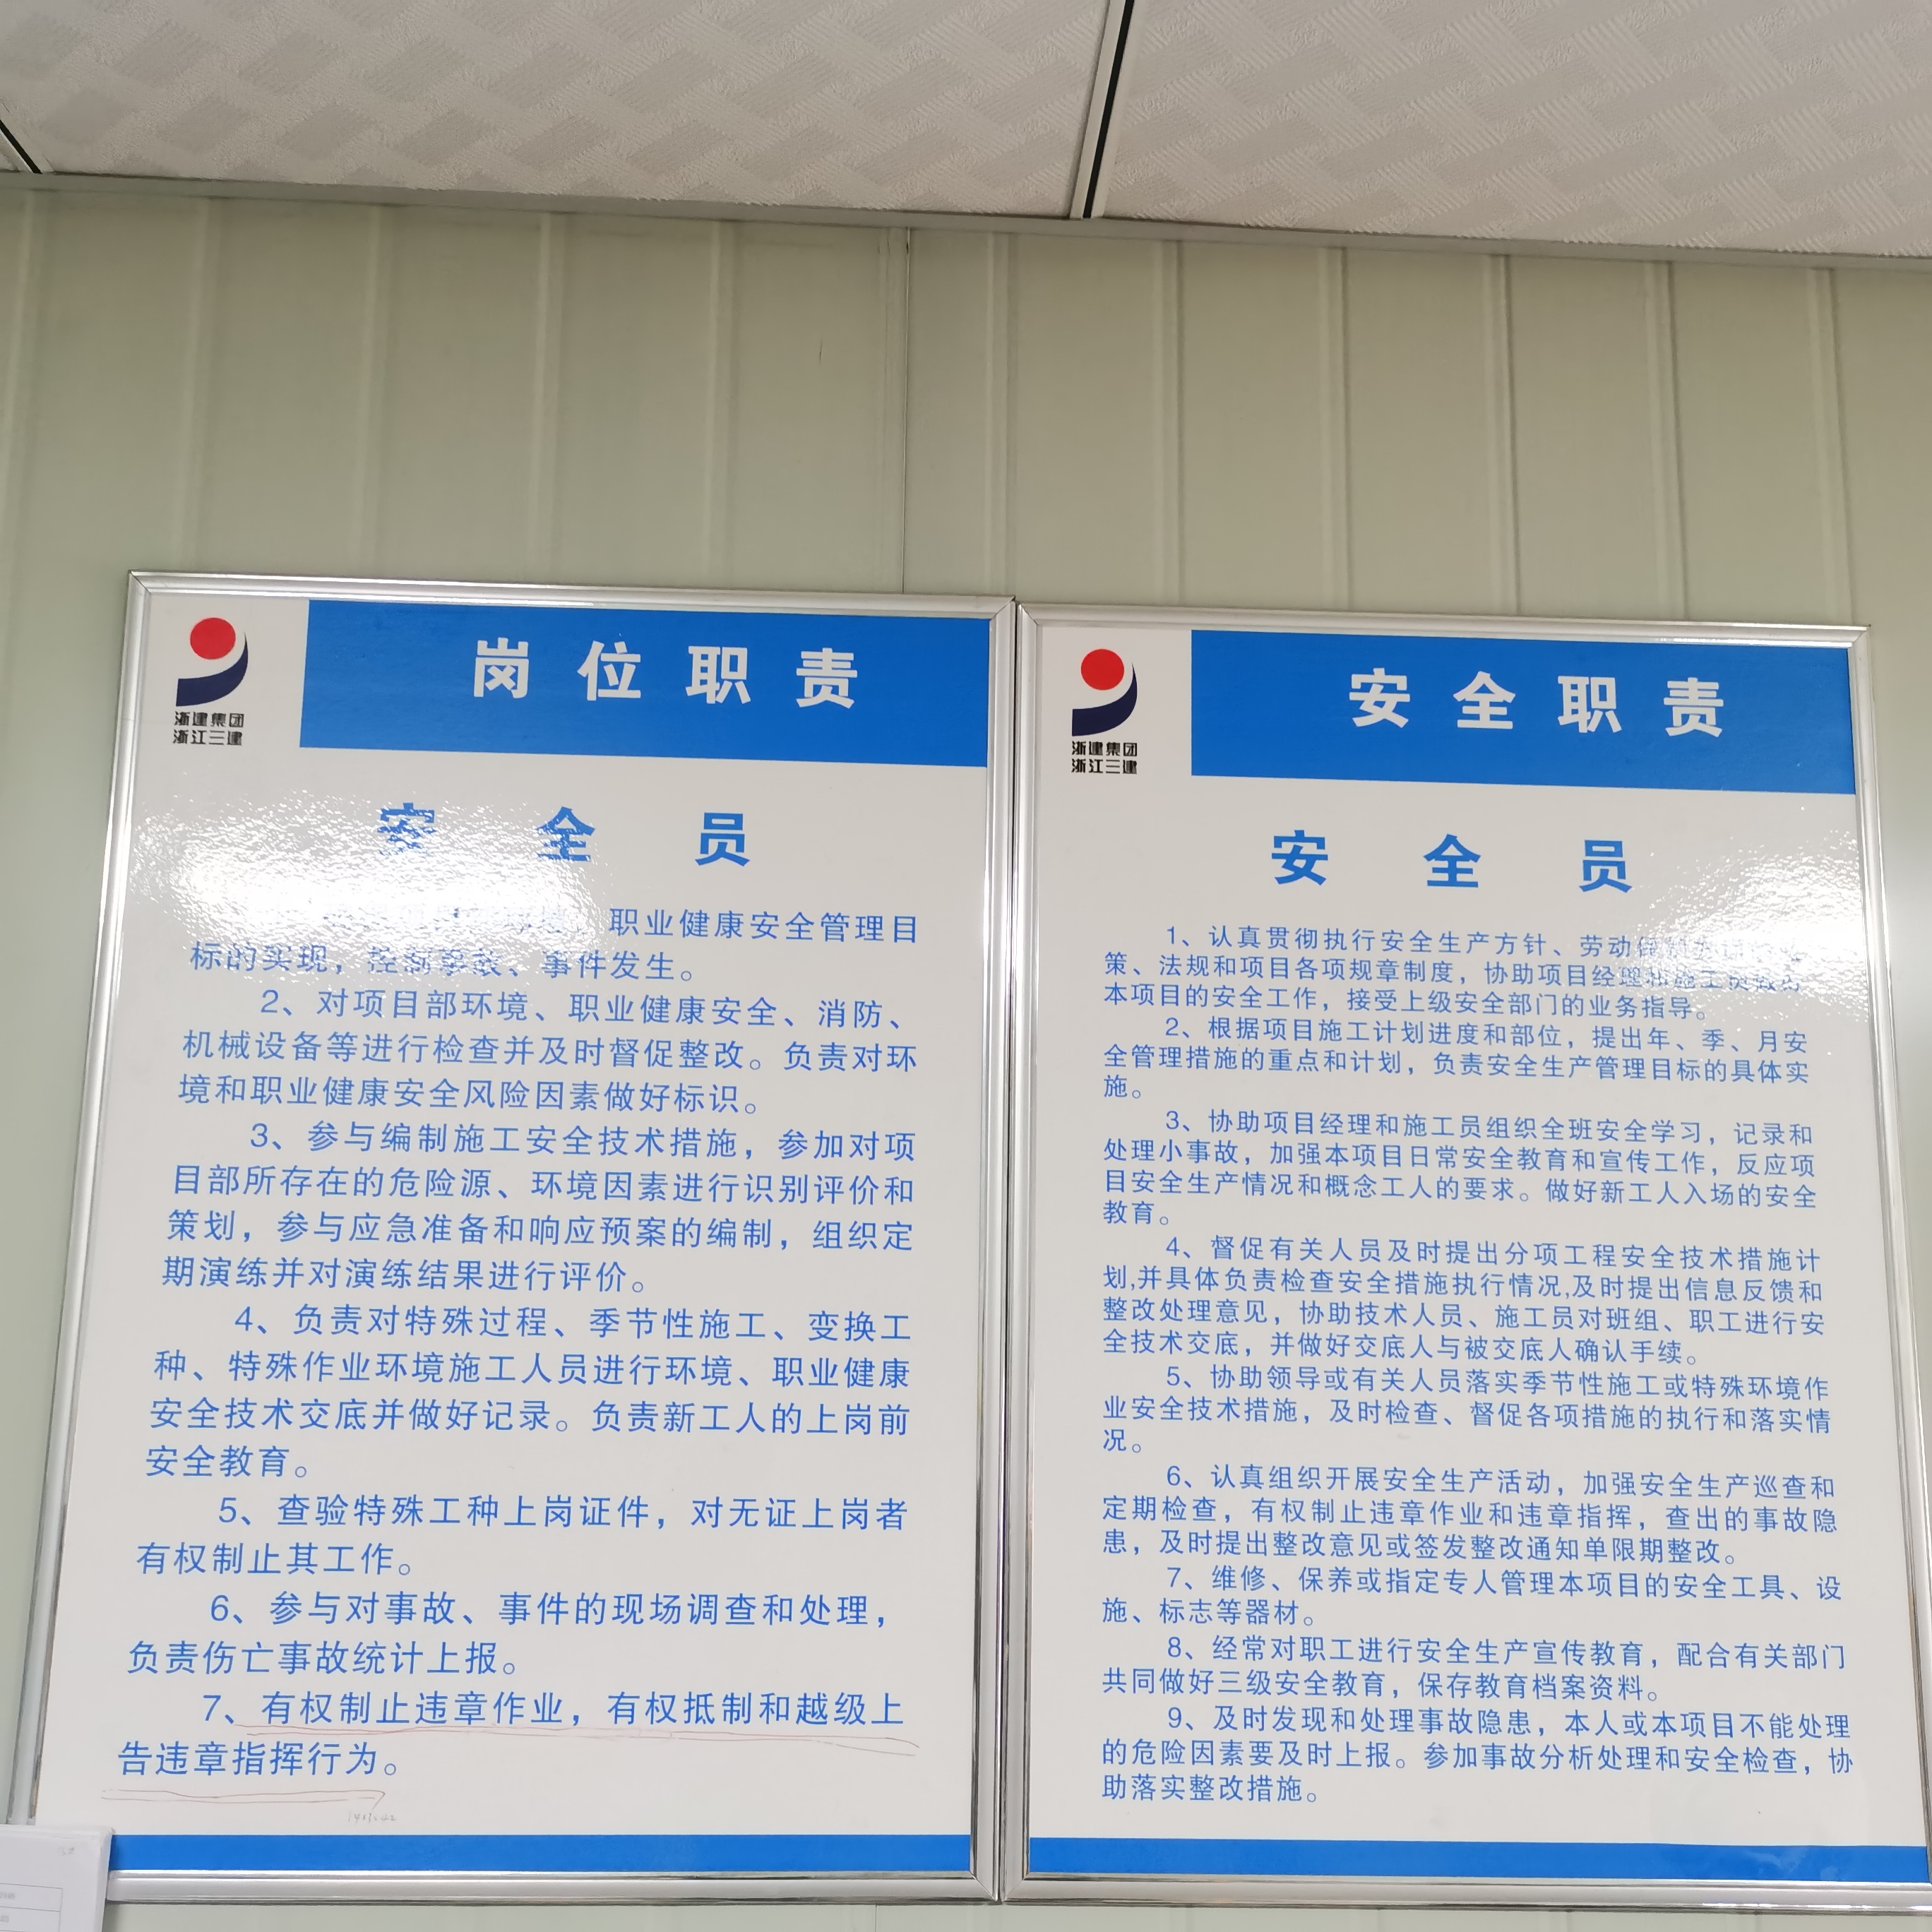 浙建集团
浙江三建
岗位职责
安全员
职业健康安全管理目
标的实现，控制事故、事件发生。
2、对项目部环境、职业健康安全、消防、
机械设备等进行检查并及时督促整改。负责对环
境和职业健康安全风险因素做好标识。
3、参与编制施工安全技术措施，参加对项
目部所存在的危险源、环境因素进行识别评价和
策划，参与应急准备和响应预案的编制，组织定
期演练并对演练结果进行评价。
4、负责对特殊过程、季节性施工、变换工
种、特殊作业环境施工人员进行环境、职业健康
安全技术交底并做好记录。负责新工人的上岗前
安全教育。
5、查验特殊工种上岗证件，对无证上岗者
有权制止其工作。
6、参与对事故、事件的现场调查和处理，
负责伤亡事故统计上报。
7、有权制止违章作业，有权抵制和越级上
告违章指挥行为。
浙建集团
浙江三建
安全职责
安全员
1、认真贯彻执行安全生产方针、劳动
策、法规和项目各项规章制度，协助项目经理和施工员做好
本项目的安全工作，接受上级安全部门的业务指导。
2、根据项目施工计划进度和部位，提出年、季、月安
全管理措施的重点和计划，负责安全生产管理目标的具体实
施。
3、协助项目经理和施工员组织全班安全学习，记录和
处理小事故，加强本项目日常安全教育和宣传工作，反应项
目安全生产情况和概念工人的要求。做好新工人入场的安全
教育。
4、督促有关人员及时提出分项工程安全技术措施计
划,并具体负责检查安全措施执行情况,及时提出信息反馈和
整改处理意见，协助技术人员、施工员对班组、职工进行安
全技术交底，并做好交底人与被交底人确认手续。
5、协助领导或有关人员落实季节性施工或特殊环境作
业安全技术措施，及时检查、督促各项措施的执行和落实情
况。
6、认真组织开展安全生产活动，加强安全生产巡查和
定期检查，有权制止违章作业和违章指挥，查出的事故隐
患，及时提出整改意见或签发整改通知单限期整改。
7、维修、保养或指定专人管理本项目的安全工具、设
施、标志等器材。
8、经常对职工进行安全生产宣传教育，配合有关部门
共同做好三级安全教育，保存教育档案资料。
9、及时发现和处理事故隐患，本人或本项目不能处理
的危险因素要及时上报。参加事故分析处理和安全检查，协
助落实整改措施。